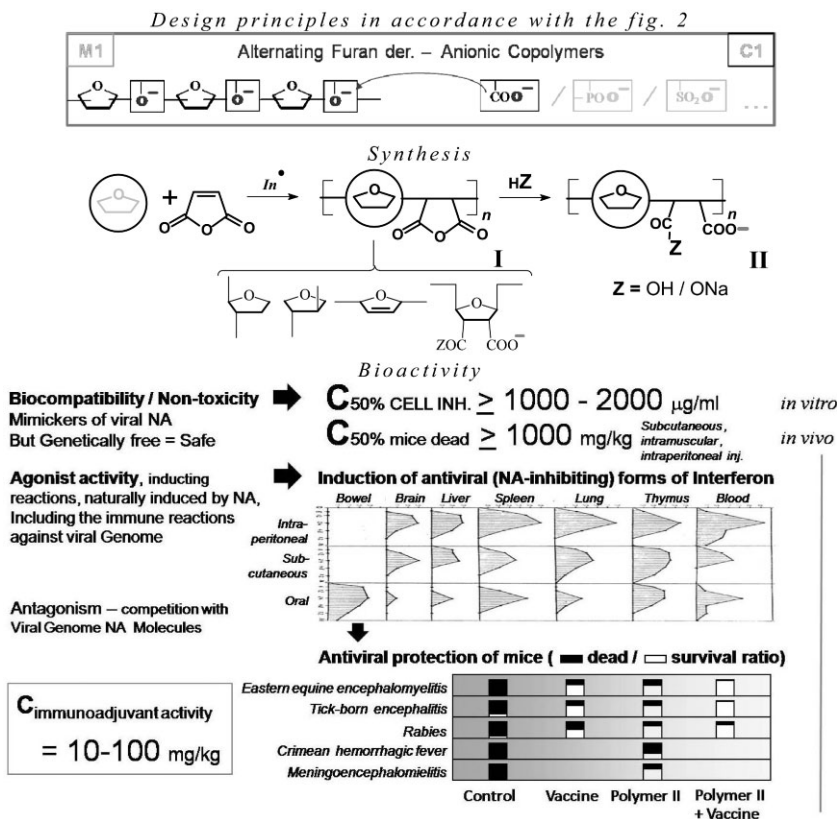 Design principles in accordance with the fig. 2
M1 Alternating Furan der. – Anionic Copolymers C1
O O⁻ O O⁻ O O⁻ COO⁻ / –POO⁻ / SO₂O⁻ ...
Synthesis
O + O O O In• O n HZ O n
O O O OC COO⁻
I Z II
O O O O Z = OH / ONa
ZOC COO⁻
Bioactivity
Biocompatibility / Non-toxicity C50% CELL INH. ≥ 1000 - 2000 μg/ml in vitro
Mimickers of viral NA
But Genetically free = Safe C50% mice dead ≥ 1000 mg/kg Subcutaneous, in vivo
intramuscular,
intraperitoneal inj.
Agonist activity, inducting Induction of antiviral (NA-inhibiting) forms of Interferon
reactions, naturally induced by NA, Bowel Brain Liver Spleen Lung Thymus Blood
Including the immune reactions Intra-
against viral Genome peritoneal
Sub-
cutaneous
Antagonism – competition with Oral
Viral Genome NA Molecules
Antiviral protection of mice ( dead / survival ratio)
Eastern equine encephalomyelitis
Cimmunoadjuvant activity Tick-born encephalitis
Rabies
= 10-100 mg/kg Crimean hemorrhagic fever
Meningoencephalomielitis
Control Vaccine Polymer II Polymer II
+ Vaccine